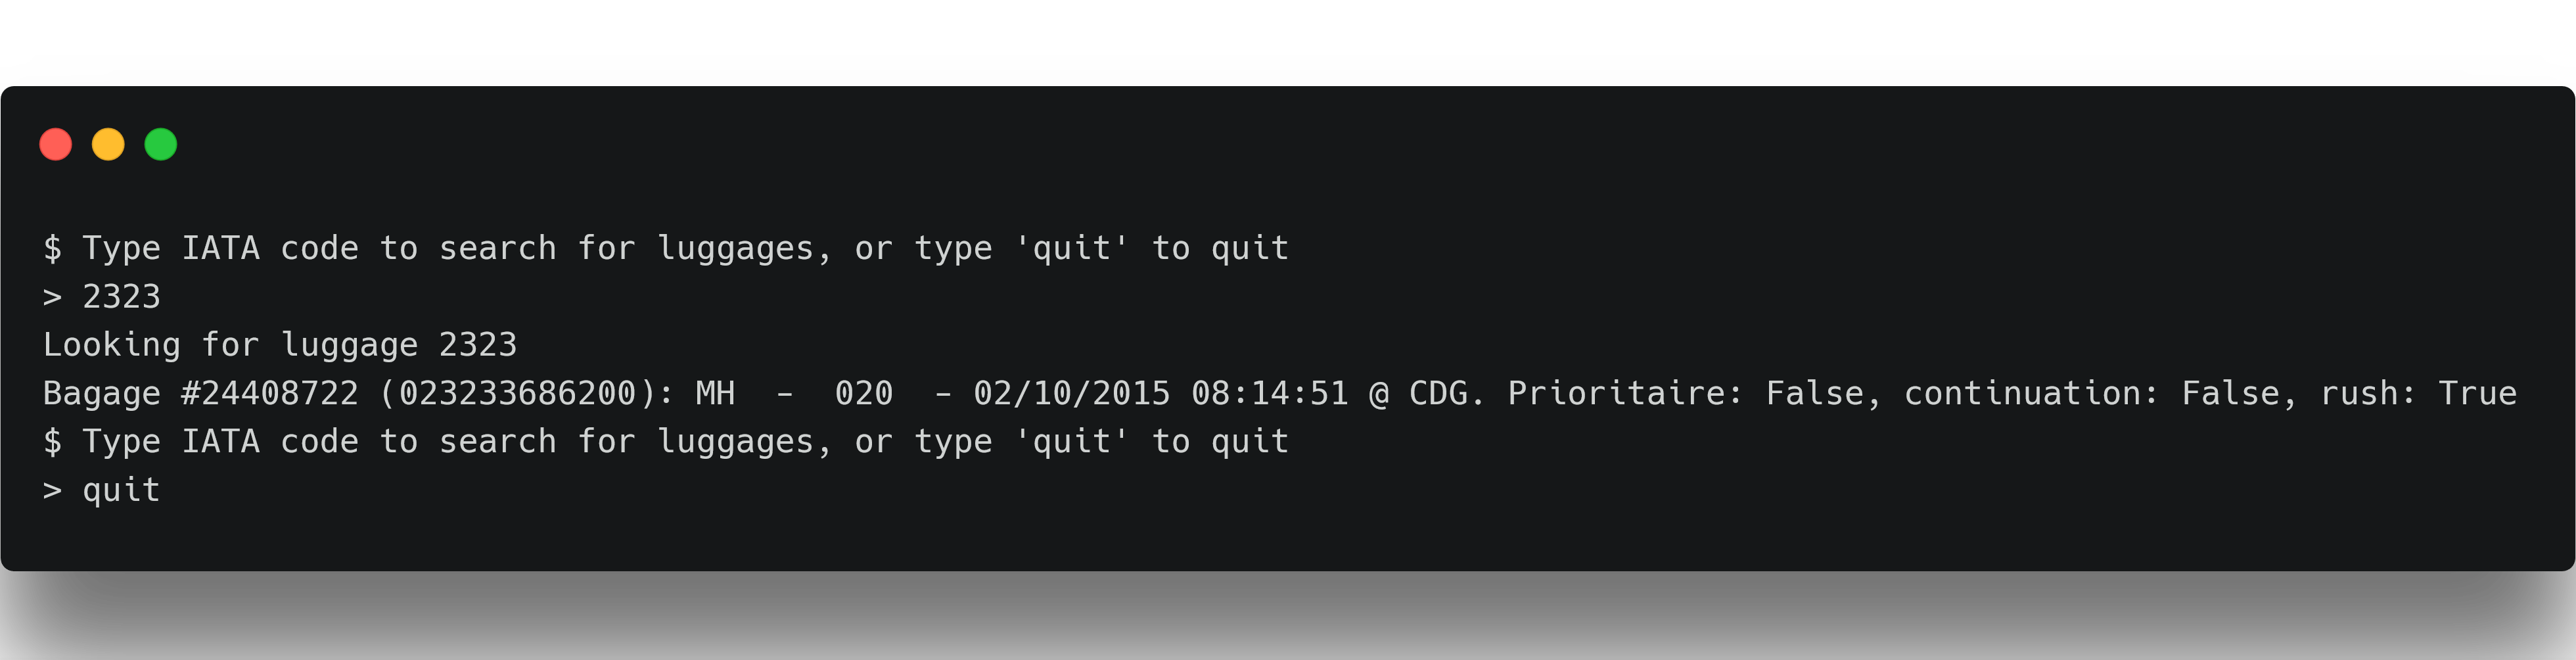 $ Type IATA code to search for luggages, or type 'quit' to quit
> 2323
Looking for luggage 2323
Bagage #24408722 (023233686200): MH  -  020  - 02/10/2015 08:14:51 @ CDG. Prioritaire: False, continuation: False, rush: True
$ Type IATA code to search for luggages, or type 'quit' to quit
> quit